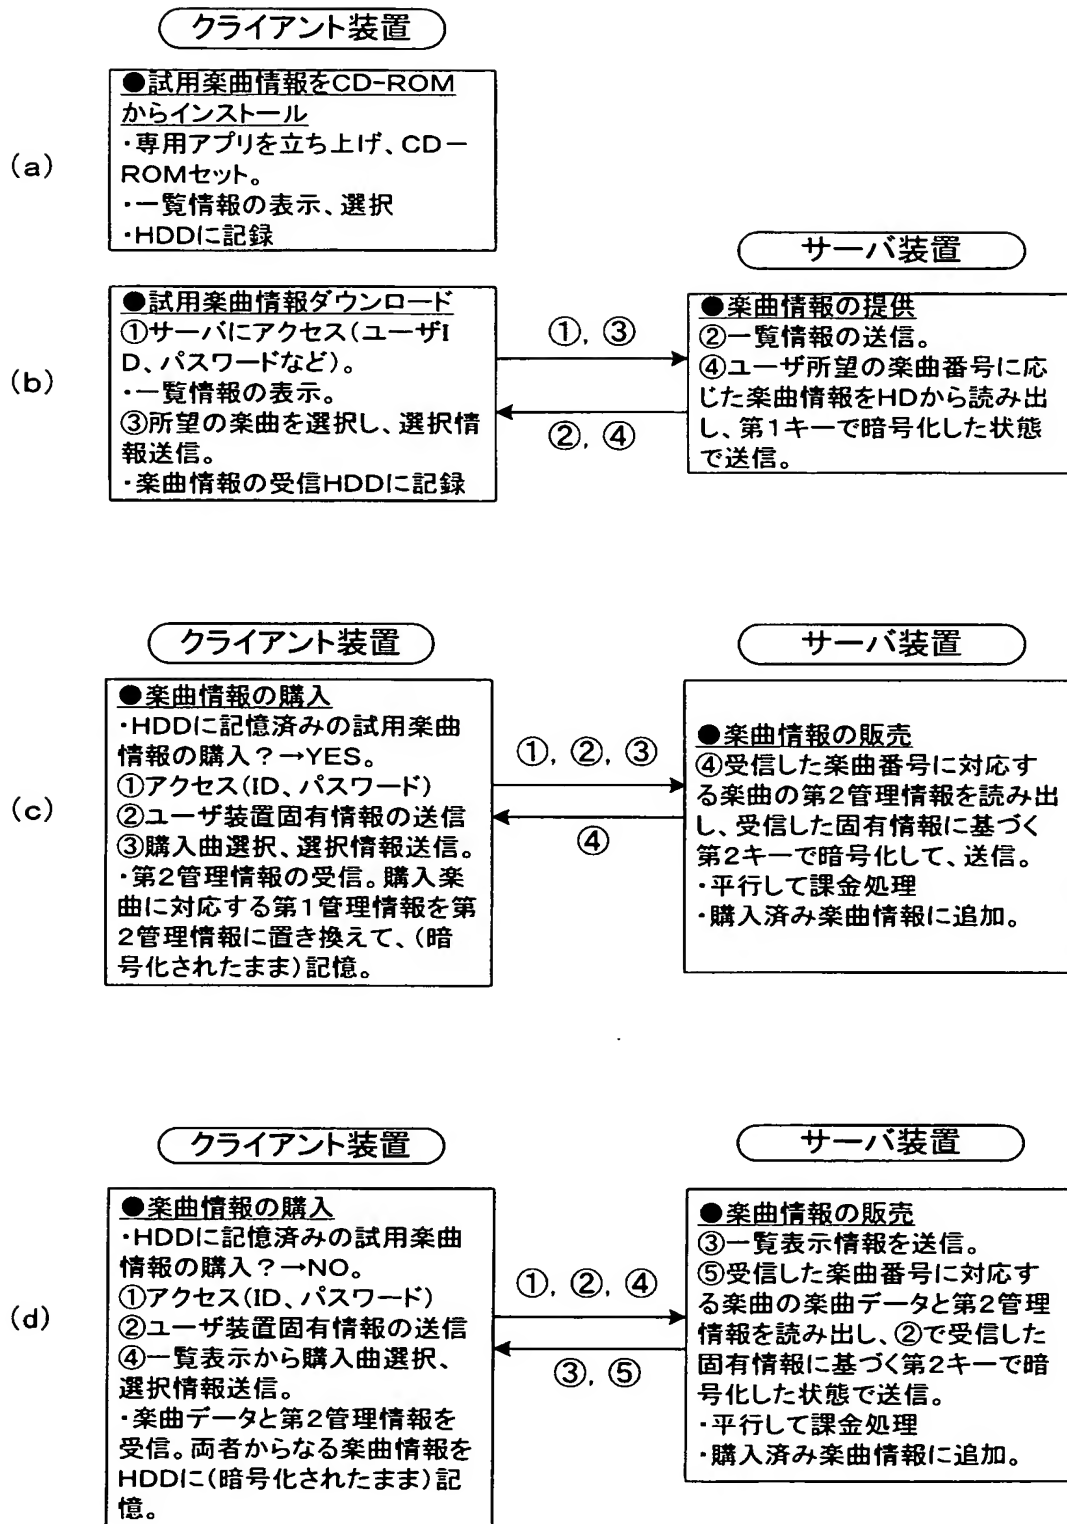 クライアント装置
(a)
●試用楽曲情報をCD-ROM
からインストール
・専用アプリを立ち上げ、CD－
ROMセット。
・一覧情報の表示、選択
・HDDに記録
サーバ装置
(b)
●試用楽曲情報ダウンロード
①サーバにアクセス(ユーザI
D、パスワードなど)。
・一覧情報の表示。
③所望の楽曲を選択し、選択情
報送信。
・楽曲情報の受信HDDに記録
①, ③
②, ④
●楽曲情報の提供
②一覧情報の送信。
④ユーザ所望の楽曲番号に応
じた楽曲情報をHDから読み出
し、第1キーで暗号化した状態
で送信。
クライアント装置
サーバ装置
(c)
●楽曲情報の購入
・HDDに記憶済みの試用楽曲
情報の購入？→YES。
①アクセス(ID、パスワード)
②ユーザ装置固有情報の送信
③購入曲選択、選択情報送信。
・第2管理情報の受信。購入楽
曲に対応する第1管理情報を第
2管理情報に置き換えて、(暗
号化されたまま)記憶。
①, ②, ③
④
●楽曲情報の販売
④受信した楽曲番号に対応す
る楽曲の第2管理情報を読み出
し、受信した固有情報に基づく
第2キーで暗号化して、送信。
・平行して課金処理
・購入済み楽曲情報に追加。
クライアント装置
サーバ装置
(d)
●楽曲情報の購入
・HDDに記憶済みの試用楽曲
情報の購入？→NO。
①アクセス(ID、パスワード)
②ユーザ装置固有情報の送信
④一覧表示から購入曲選択、
選択情報送信。
・楽曲データと第2管理情報を
受信。両者からなる楽曲情報を
HDDに(暗号化されたまま)記
憶。
①, ②, ④
③, ⑤
●楽曲情報の販売
③一覧表示情報を送信。
⑤受信した楽曲番号に対応す
る楽曲の楽曲データと第2管理
情報を読み出し、②で受信した
固有情報に基づく第2キーで暗
号化した状態で送信。
・平行して課金処理
・購入済み楽曲情報に追加。